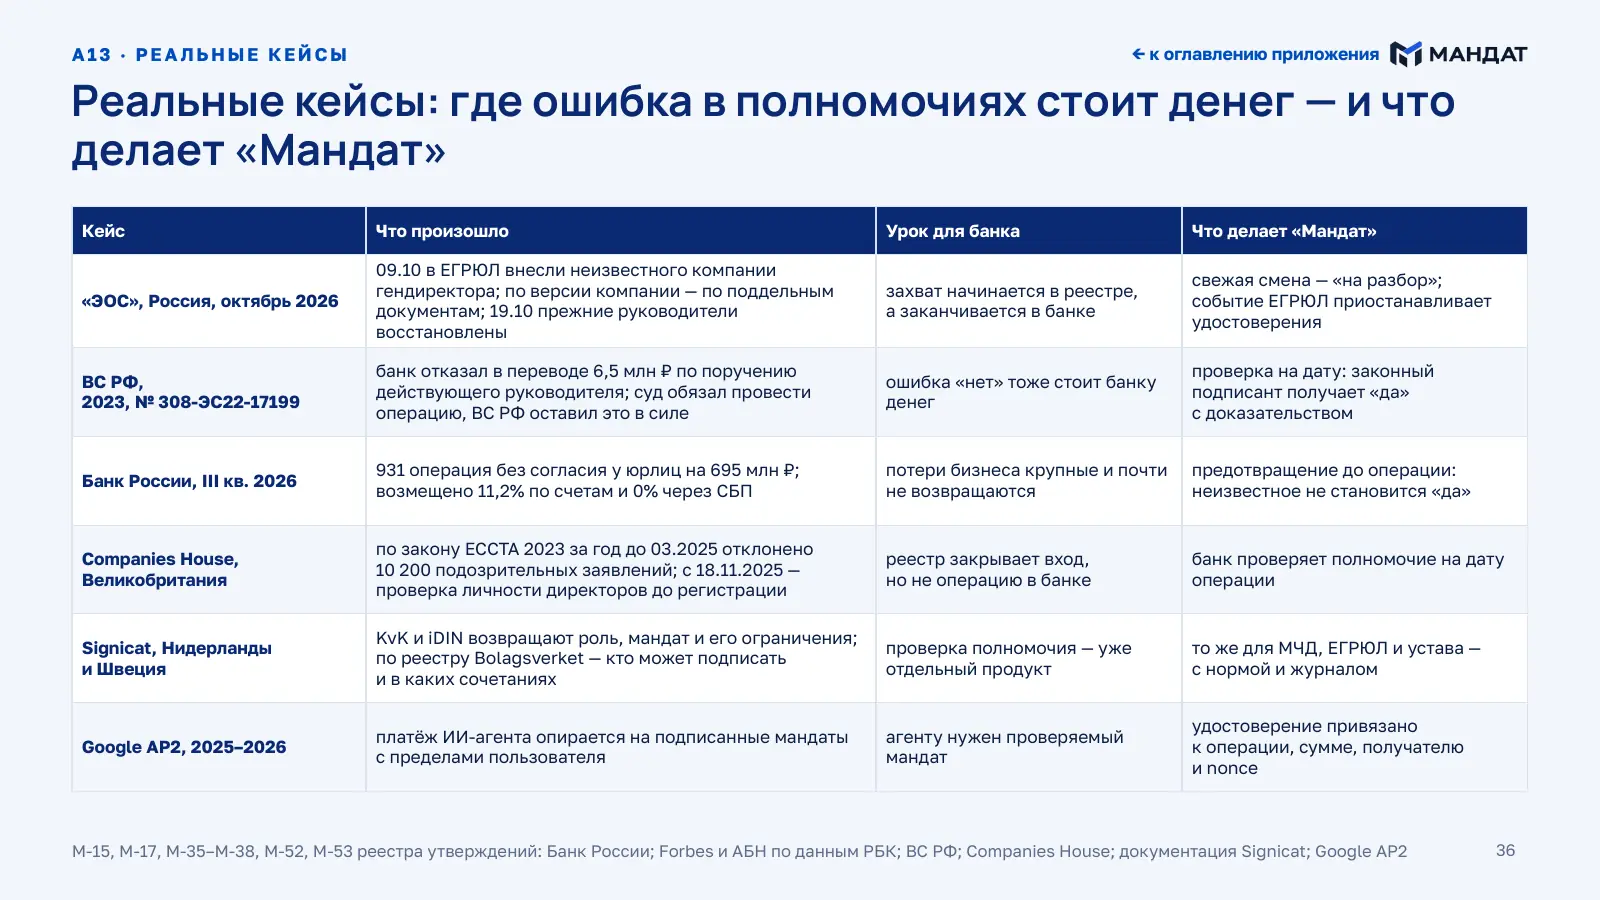 А13 · РЕАЛЬНЫЕ КЕЙСЫ
← к оглавлению приложения
МАНДАТ
Реальные кейсы: где ошибка в полномочиях стоит денег — и что
делает «Мандат»
Кейс
Что произошло
Урок для банка
Что делает «Мандат»
«ЭОС», Россия, октябрь 2026
09.10 в ЕГРЮЛ внесли неизвестного компании
гендиректора; по версии компании — по поддельным
документам; 19.10 прежние руководители
восстановлены
захват начинается в реестре,
а заканчивается в банке
свежая смена — «на разбор»;
событие ЕГРЮЛ приостанавливает
удостоверения
ВС РФ,
2023, № 308-ЭС22-17199
банк отказал в переводе 6,5 млн ₽ по поручению
действующего руководителя; суд обязал провести
операцию, ВС РФ оставил это в силе
ошибка «нет» тоже стоит банку
денег
проверка на дату: законный
подписант получает «да»
с доказательством
Банк России, III кв. 2026
931 операция без согласия у юрлиц на 695 млн ₽;
возмещено 11,2% по счетам и 0% через СБП
потери бизнеса крупные и почти
не возвращаются
предотвращение до операции:
неизвестное не становится «да»
Companies House,
Великобритания
по закону ECCTA 2023 за год до 03.2025 отклонено
10 200 подозрительных заявлений; с 18.11.2025 —
проверка личности директоров до регистрации
реестр закрывает вход,
но не операцию в банке
банк проверяет полномочие на дату
операции
Signicat, Нидерланды
и Швеция
KvK и iDIN возвращают роль, мандат и его ограничения;
по реестру Bolagsverket — кто может подписать
и в каких сочетаниях
проверка полномочия — уже
отдельный продукт
то же для МЧД, ЕГРЮЛ и устава —
с нормой и журналом
Google AP2, 2025–2026
платёж ИИ-агента опирается на подписанные мандаты
с пределами пользователя
агенту нужен проверяемый
мандат
удостоверение привязано
к операции, сумме, получателю
и nonce
М-15, М-17, М-35–М-38, М-52, М-53 реестра утверждений: Банк России; Forbes и АБН по данным РБК; ВС РФ; Companies House; документация Signicat; Google AP2
36